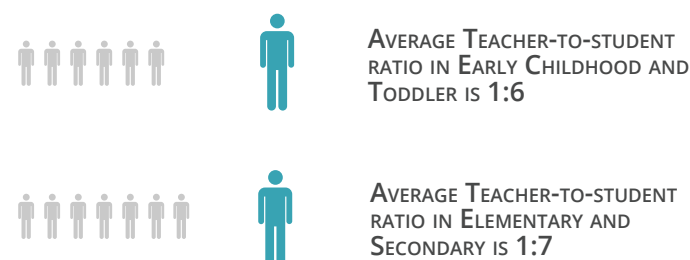 Average Teacher-to-student
ratio in Early Childhood and
Toddler is 1:6
Average Teacher-to-student
ratio in Elementary and
Secondary is 1:7